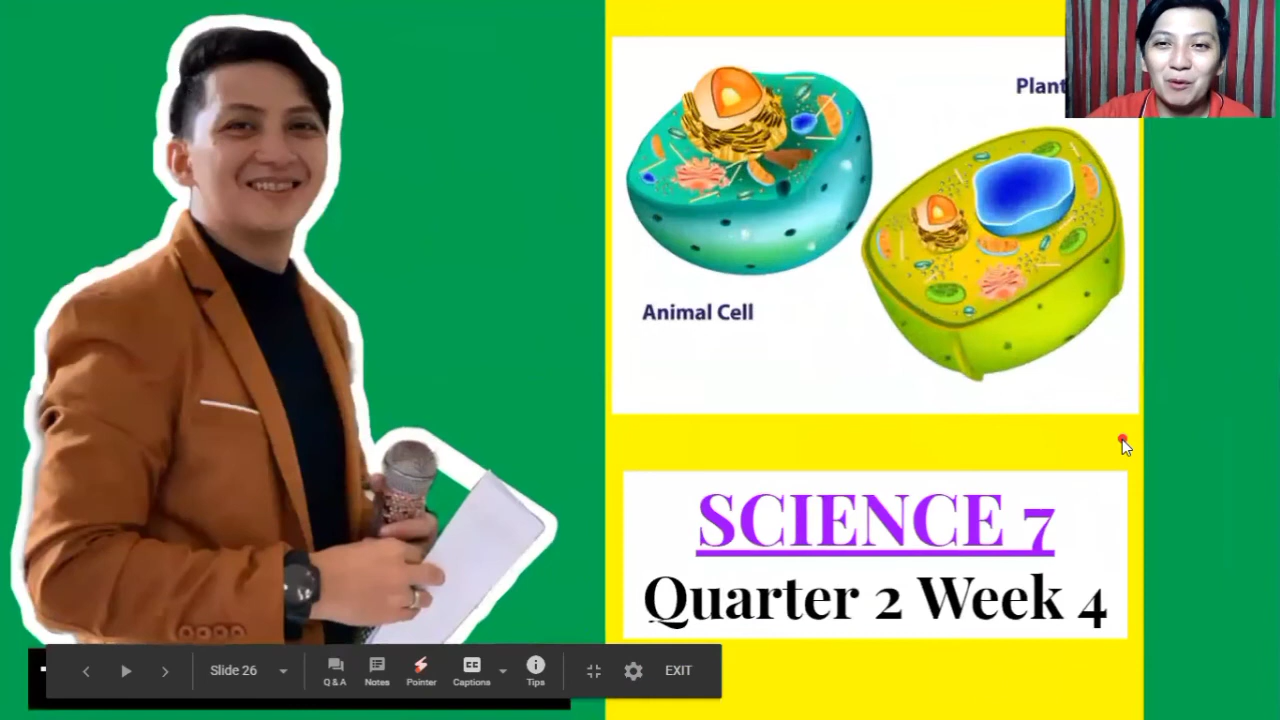 Plant
Animal Cell
SCIENCE 7
Quarter 2 Week 4
Slide 26
Q & A
Notes
Pointer
Captions
Tips
EXIT